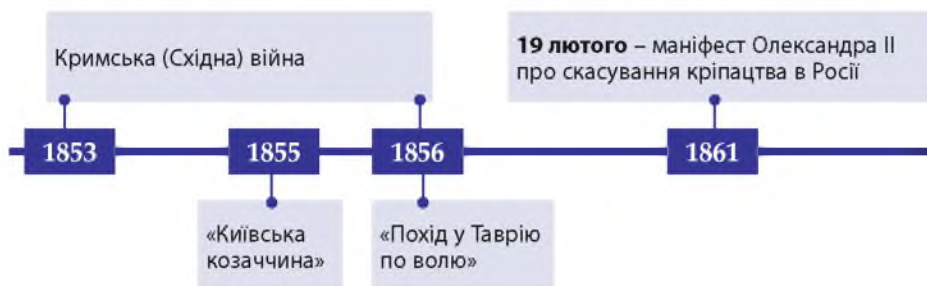 Кримська (Східна) війна
19 лютого – маніфест Олександра ІІ
про скасування кріпацтва в Росії
1853
1855
1856
1861
«Київська
козаччина»
«Похід у Таврію
по волю»